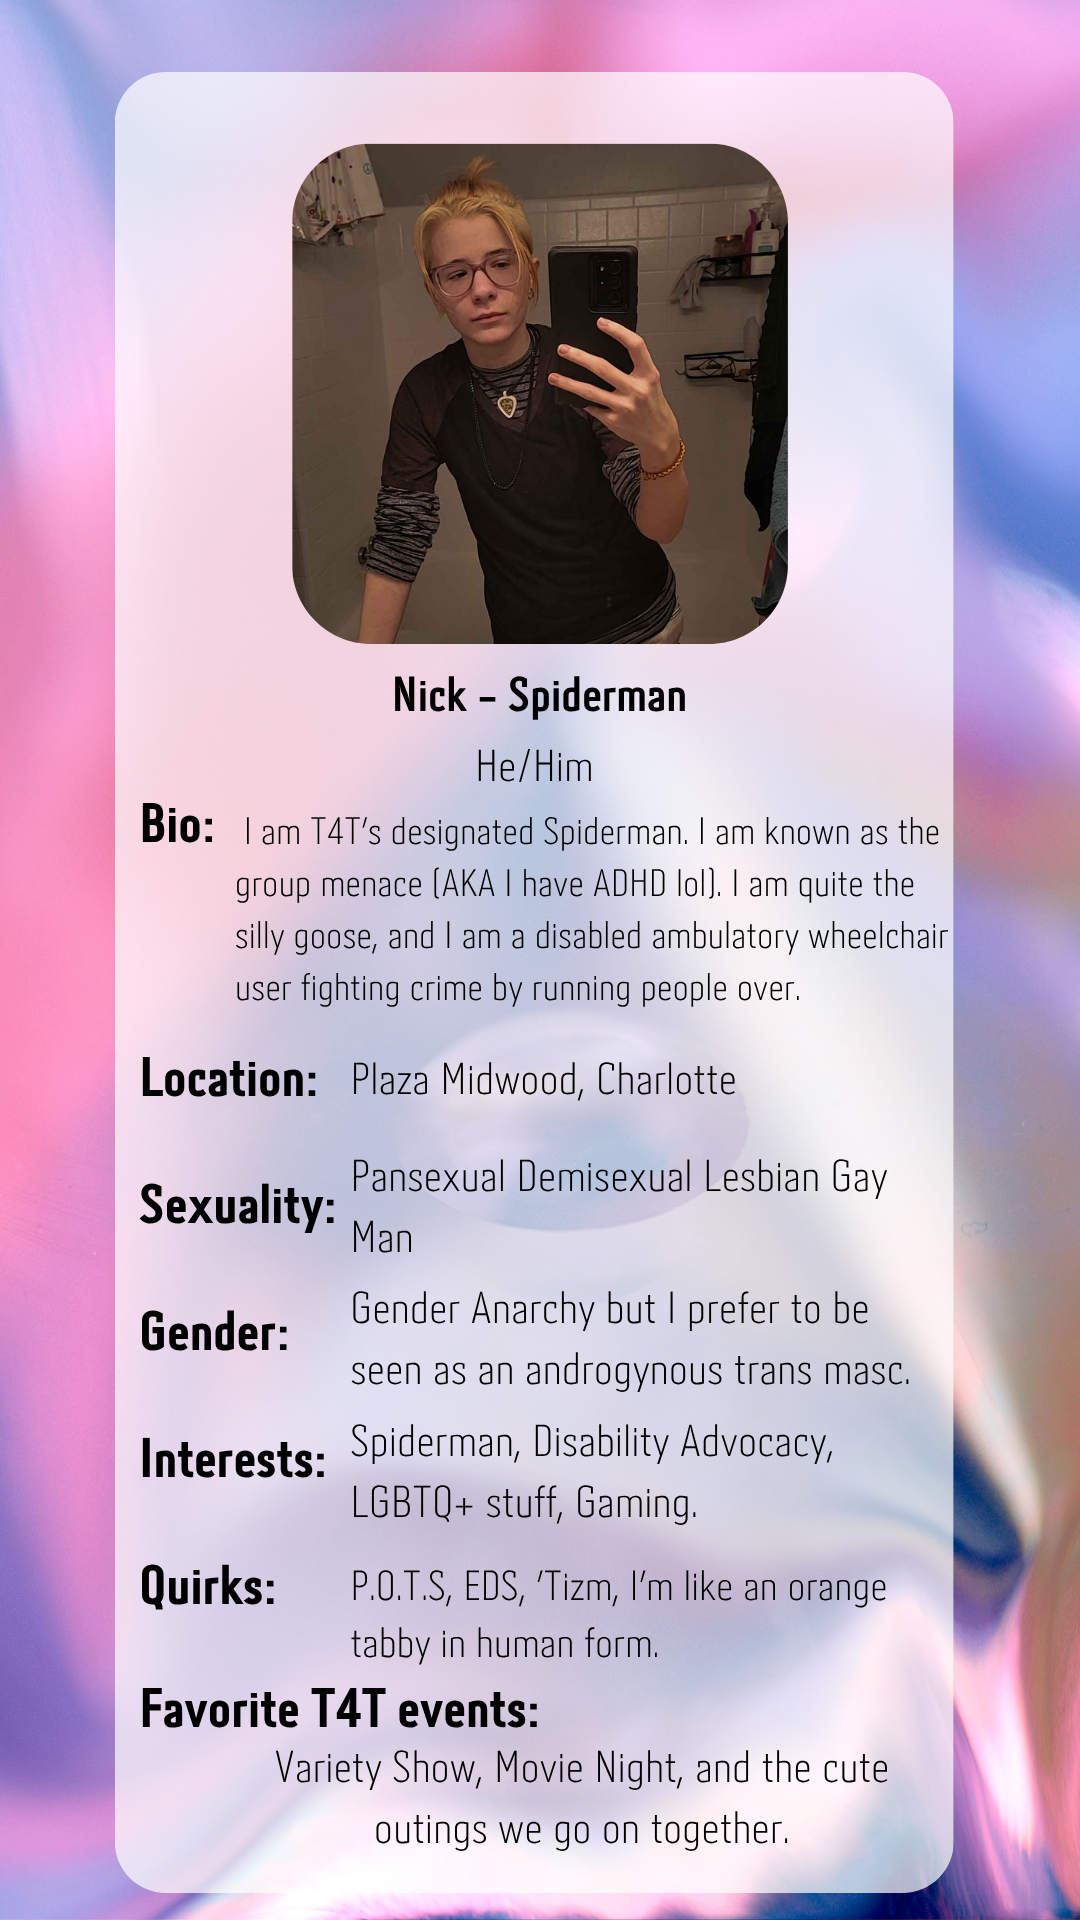 Nick - Spiderman
He/Him
Bio: I am T4T's designated Spiderman. I am known as the
group menace (AKA I have ADHD lol). I am quite the
silly goose, and I am a disabled ambulatory wheelchair
user fighting crime by running people over.
Location: Plaza Midwood, Charlotte
Sexuality: Pansexual Demisexual Lesbian Gay
Man
Gender: Gender Anarchy but I prefer to be
seen as an androgynous trans masc.
Interests: Spiderman, Disability Advocacy,
LGBTQ+ stuff, Gaming.
Quirks: P.O.T.S, EDS, 'Tizm, I'm like an orange
tabby in human form.
Favorite T4T events:
Variety Show, Movie Night, and the cute
outings we go on together.